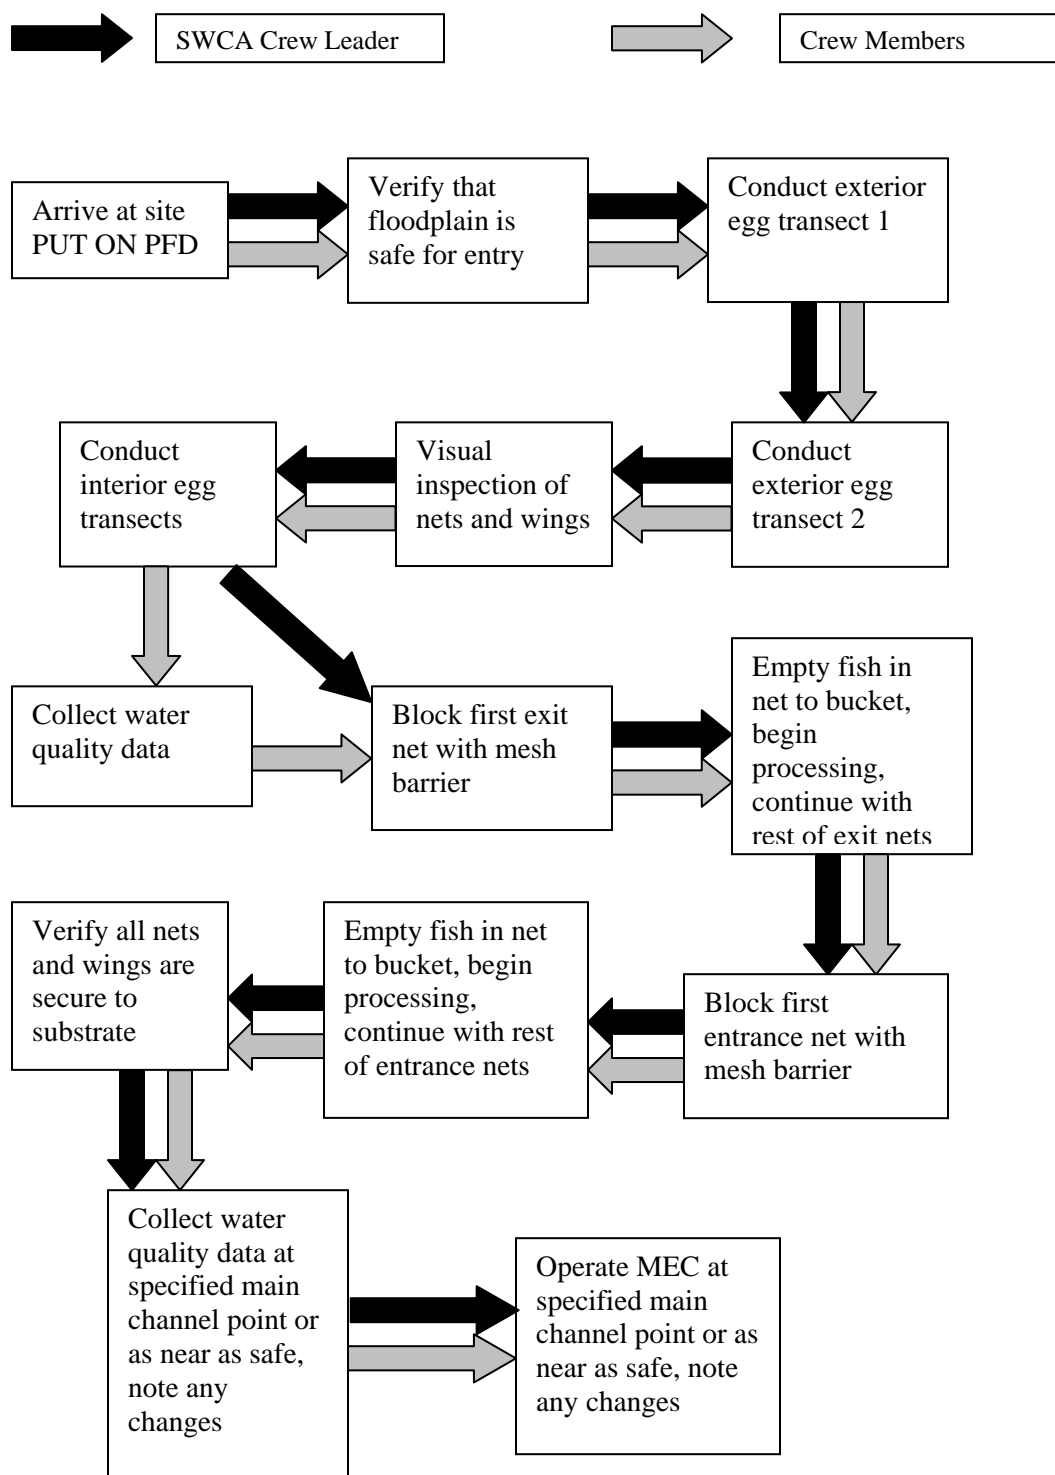 SWCA Crew Leader
Crew Members
Arrive at site
PUT ON PFD
Verify that
floodplain is
safe for entry
Conduct exterior
egg transect 1
Conduct
exterior egg
transect 2
Visual
inspection of
nets and wings
Conduct
interior egg
transects
Collect water
quality data
Block first exit
net with mesh
barrier
Empty fish in
net to bucket,
begin
processing,
continue with
rest of exit nets
Block first
entrance net with
mesh barrier
Empty fish in net
to bucket, begin
processing,
continue with rest
of entrance nets
Verify all nets
and wings are
secure to
substrate
Collect water
quality data at
specified main
channel point or
as near as safe,
note any
changes
Operate MEC at
specified main
channel point or as
near as safe, note
any changes